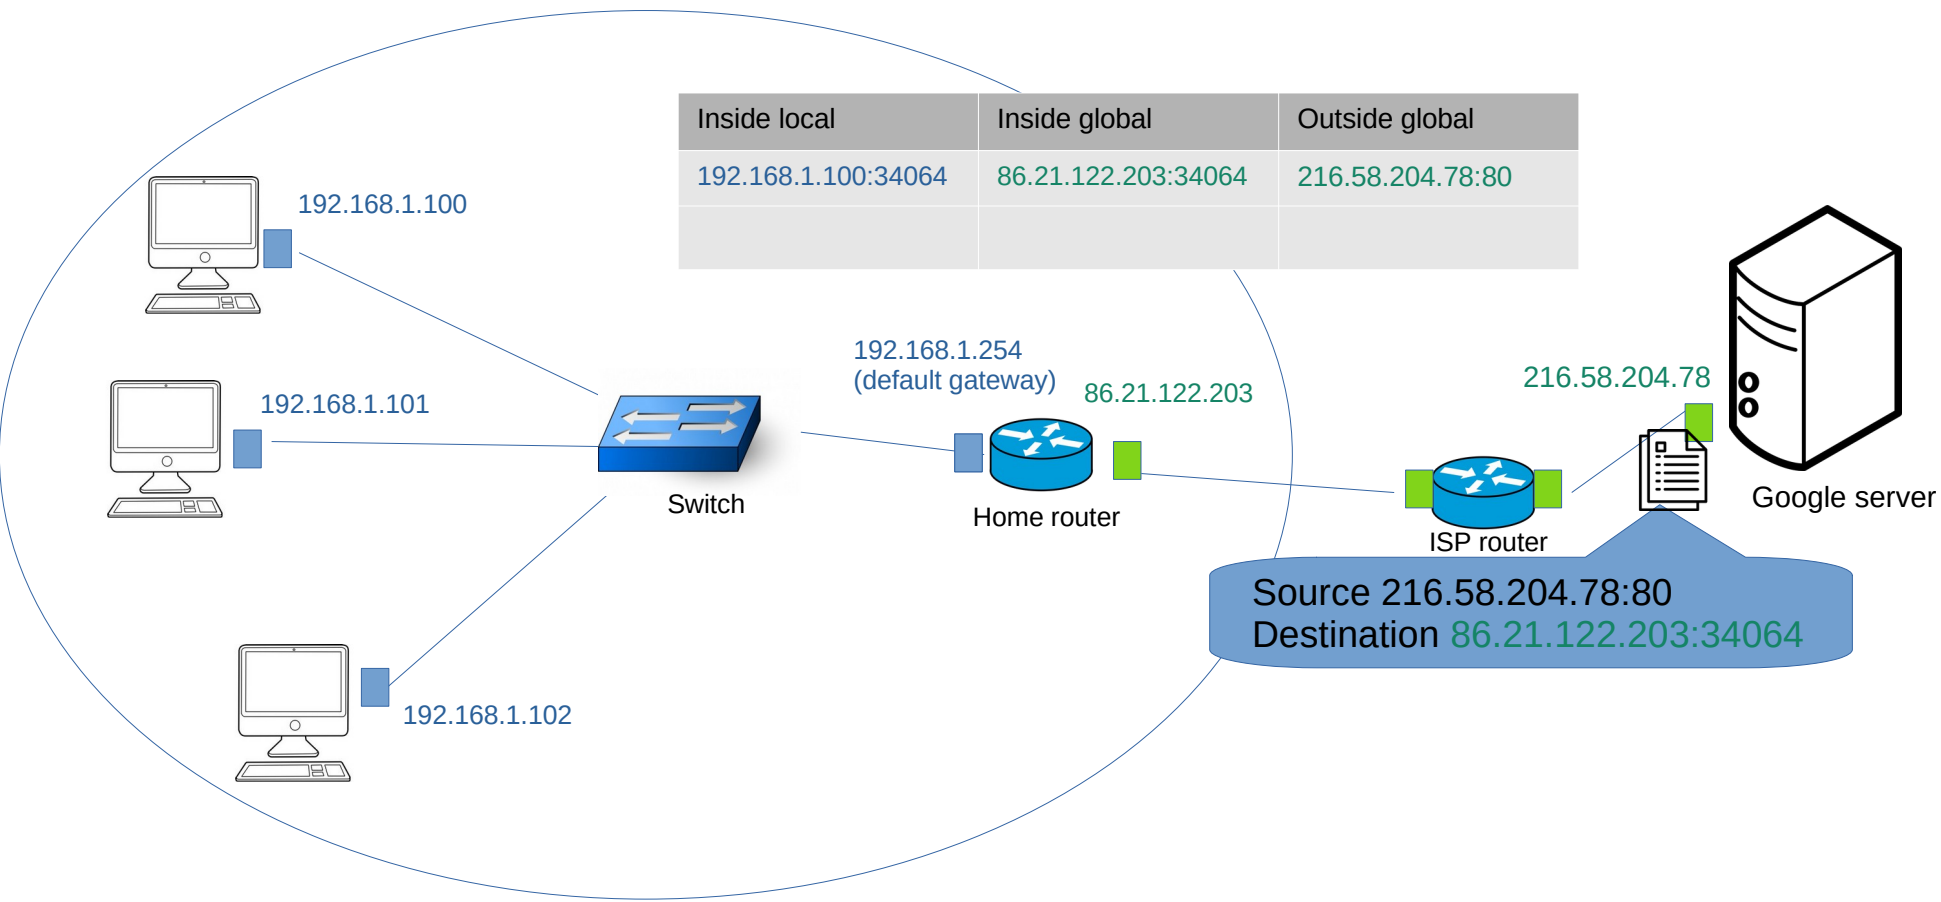 Inside local
Inside global
Outside global
192.168.1.100:34064
86.21.122.203:34064
216.58.204.78:80
192.168.1.100
192.168.1.254
(default gateway)
86.21.122.203
216.58.204.78
192.168.1.101
Switch
Home router
ISP router
Google server
Source 216.58.204.78:80
Destination 86.21.122.203:34064
192.168.1.102